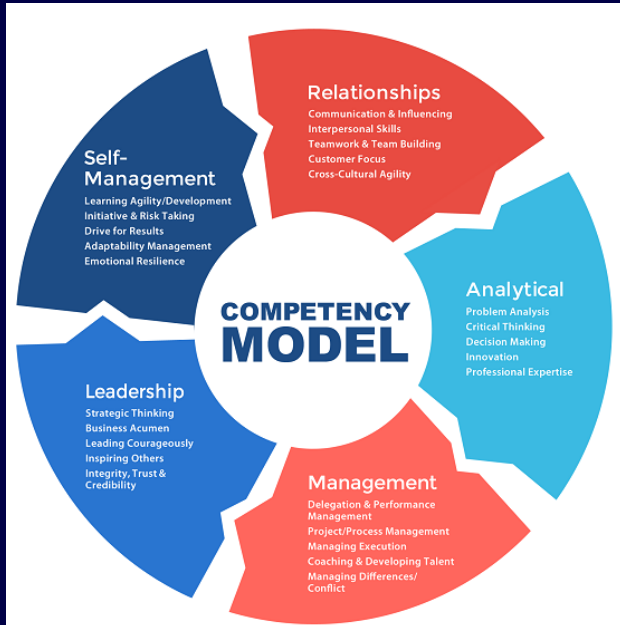 Relationships
Communication & Influencing
Interpersonal Skills
Teamwork & Team Building
Customer Focus
Cross-Cultural Agility
Self-
Management
Learning Agility/Development
Initiative & Risk Taking
Drive for Results
Adaptability Management
Emotional Resilience
COMPETENCY
MODEL
Analytical
Problem Analysis
Critical Thinking
Decision Making
Innovation
Professional Expertise
Leadership
Strategic Thinking
Business Acumen
Leading Courageously
Inspiring Others
Integrity, Trust &
Credibility
Management
Delegation & Performance
Management
Project/Process Management
Managing Execution
Coaching & Developing Talent
Managing Differences/
Conflict